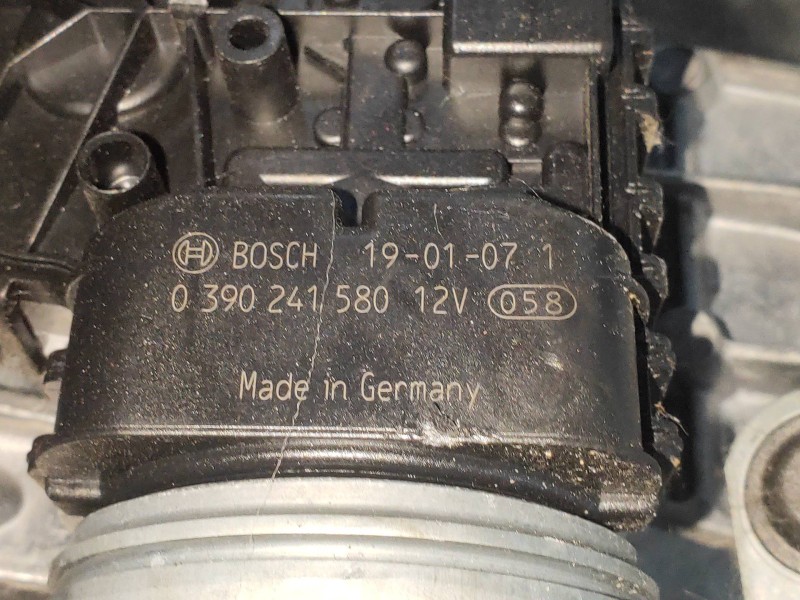 BOSCH 19-01-07 1
0 390 241 580 12V 058
Made in Germany